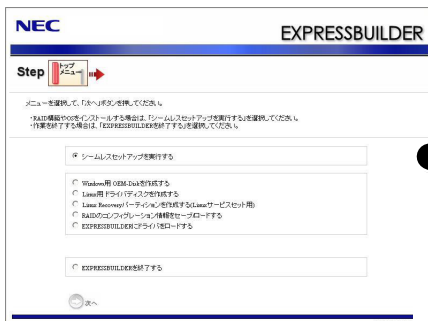 NEC
EXPRESSBUILDER
Step トップメニュー
メニューを選択して、「次へ」ボタンを押してください。
・RAID構築やOSをインストールする場合は、「シームレスセットアップを実行する」を選択してください。
・作業を終了する場合は、「EXPRESSBUILDERを終了する」を選択してください。
シームレスセットアップを実行する
Windows用 OEM-Diskを作成する
Linux用 ドライバディスクを作成する
Linux Recoveryパーティションを作成する(Linuxサービスセット用)
RAIDのコンフィグレーション情報をセーブ/ロードする
EXPRESSBUILDERにドライバをロードする
EXPRESSBUILDERを終了する
次へ